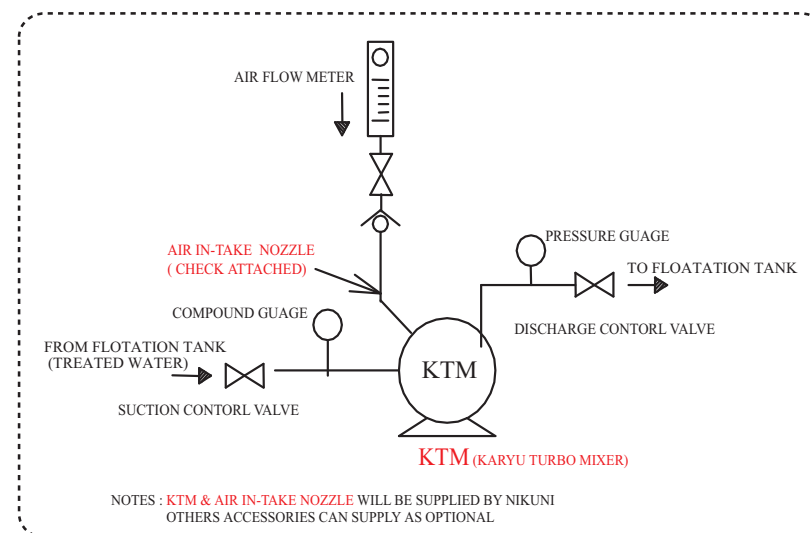 AIR FLOW METER
AIR IN-TAKE NOZZLE
( CHECK ATTACHED)
PRESSURE GUAGE
TO FLOATATION TANK
COMPOUND GUAGE
DISCHARGE CONTORL VALVE
FROM FLOTATION TANK
(TREATED WATER)
KTM
SUCTION CONTORL VALVE
KTM (KARYU TURBO MIXER)
NOTES : KTM & AIR IN-TAKE NOZZLE WILL BE SUPPLIED BY NIKUNI
OTHERS ACCESSORIES CAN SUPPLY AS OPTIONAL